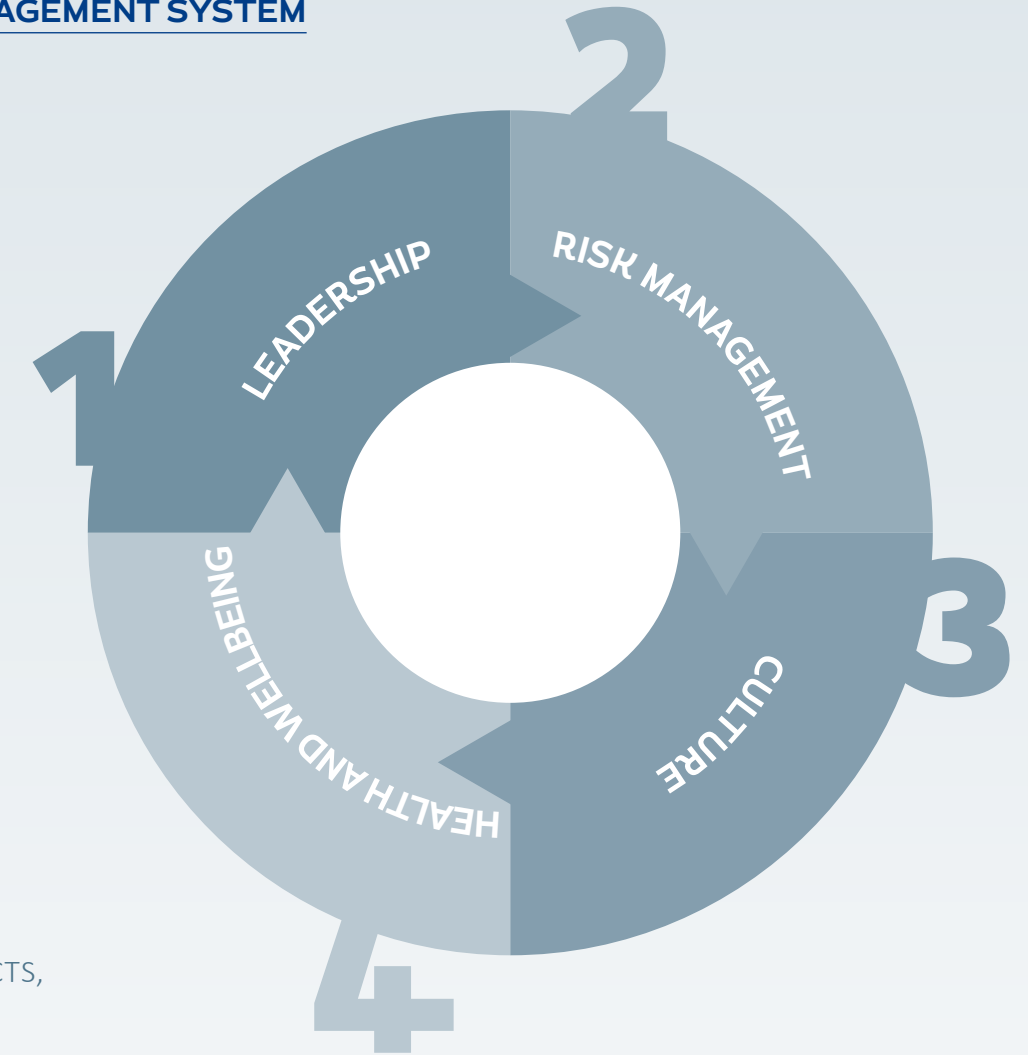 AGEMENT SYSTEM
1
LEADERSHIP
2
RISK MANAGEMENT
3
CULTURE
4
HEALTH AND WELLBEING
CTS,